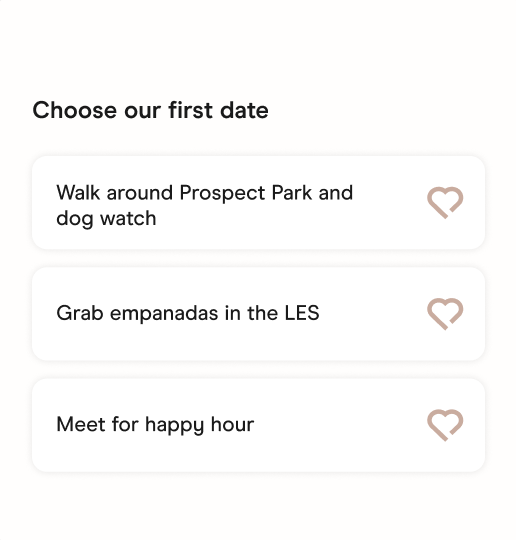 Choose our first date
Walk around Prospect Park and
dog watch
Grab empanadas in the LES
Meet for happy hour